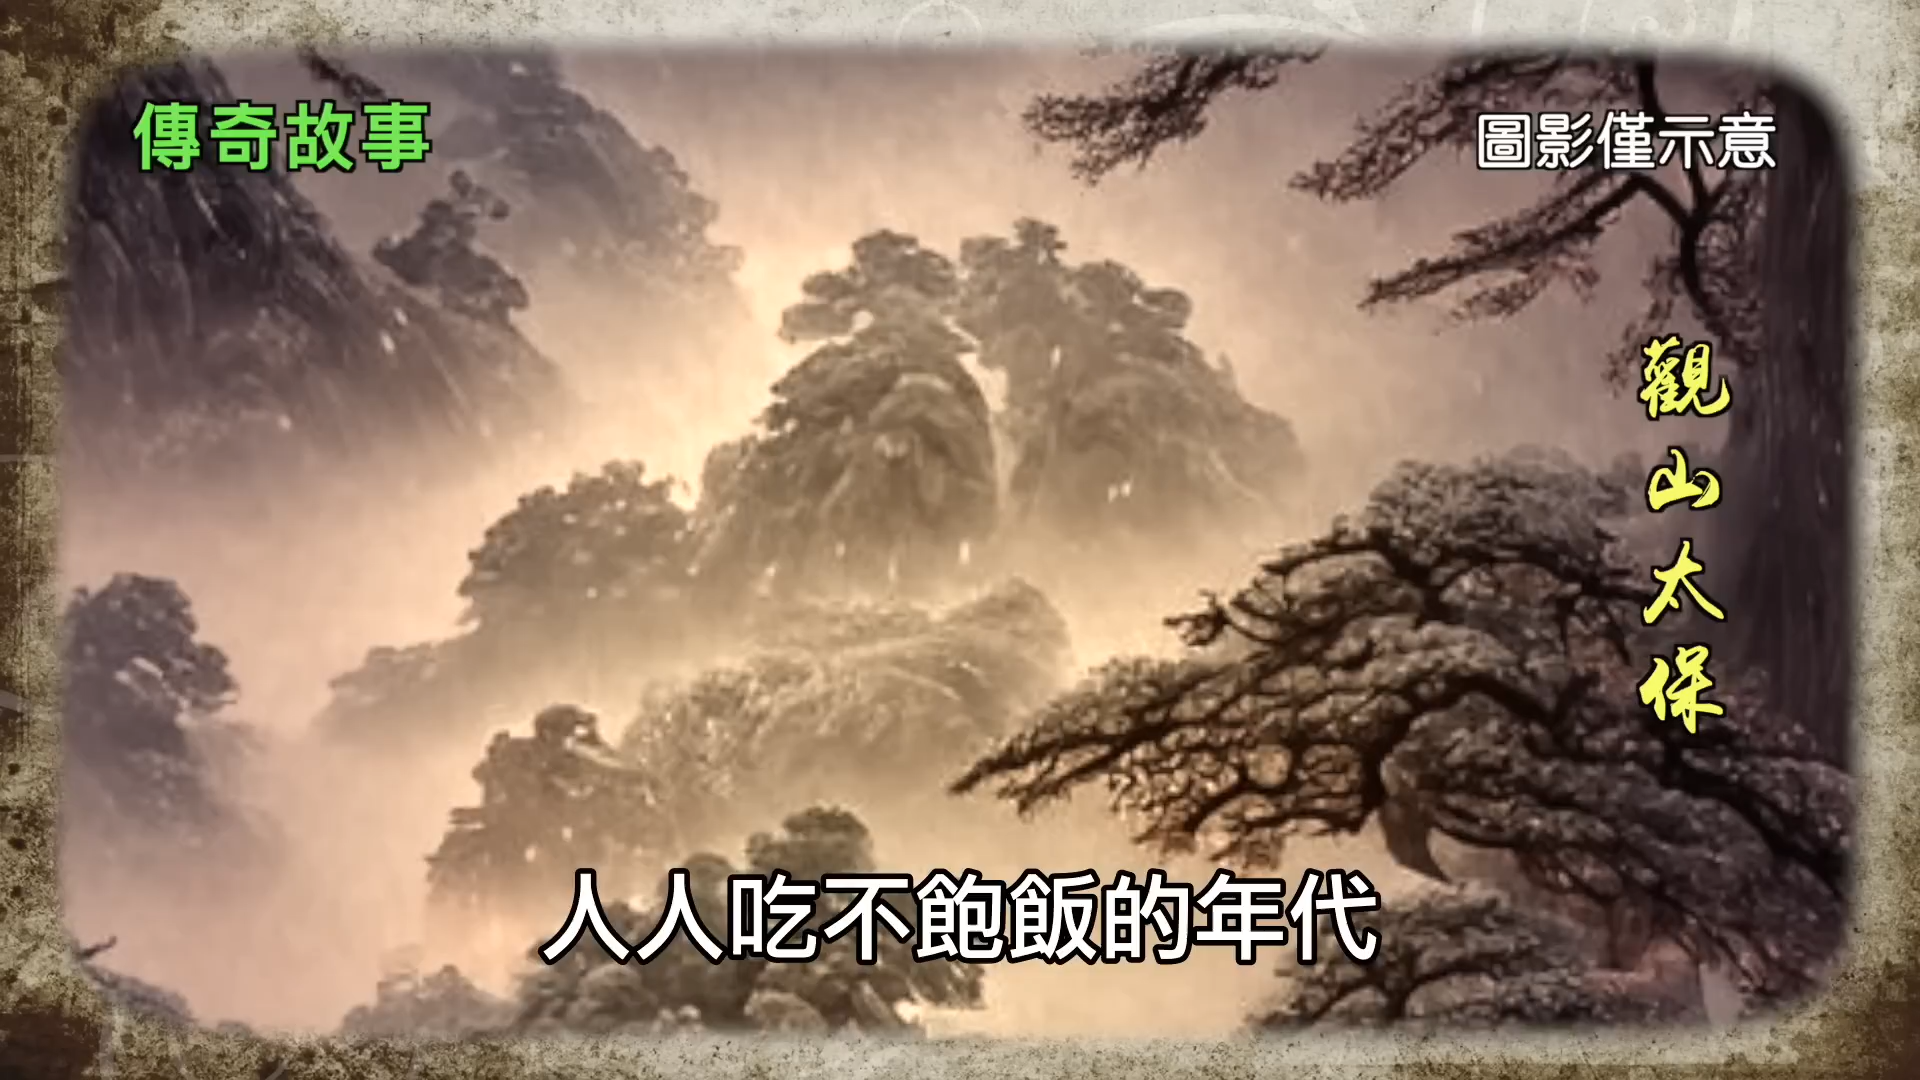 傳奇故事
圖影僅示意
觀山太保
人人吃不飽飯的年代